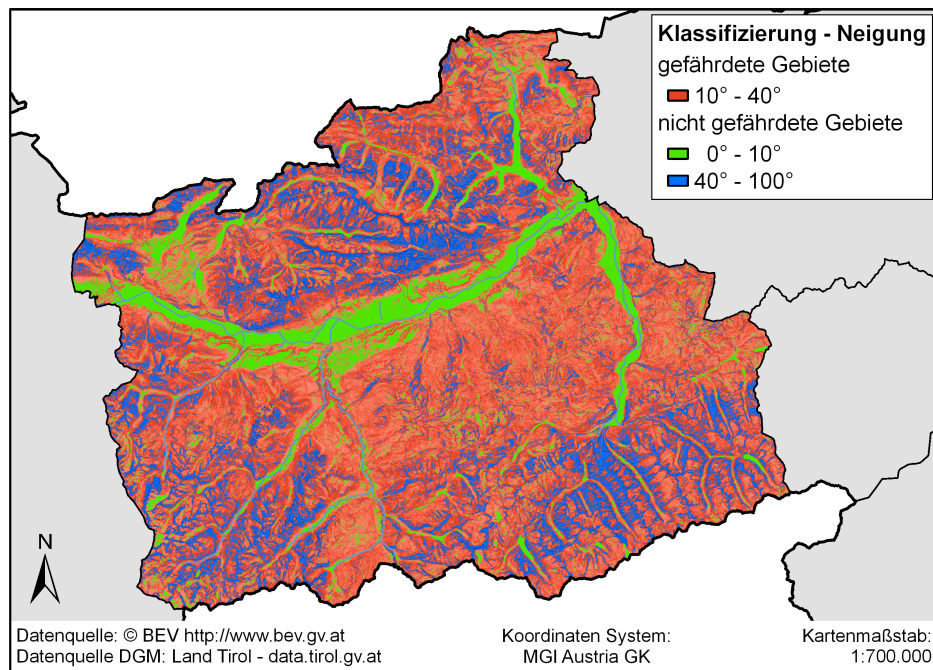 Klassifizierung - Neigung
gefährdete Gebiete
10° - 40°
nicht gefährdete Gebiete
0° - 10°
40° - 100°
N
Datenquelle: © BEV http://www.bev.gv.at
Datenquelle DGM: Land Tirol - data.tirol.gv.at
Koordinaten System:
MGI Austria GK
Kartenmaßstab:
1:700.000